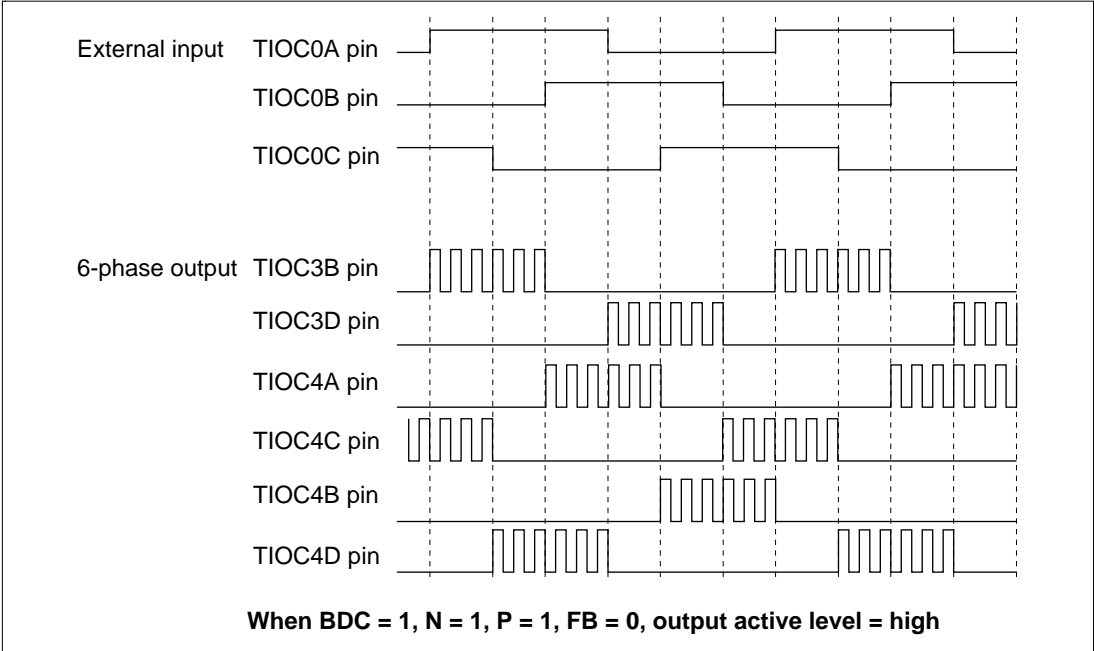 External input TIOC0A pin
TIOC0B pin
TIOC0C pin
6-phase output TIOC3B pin
TIOC3D pin
TIOC4A pin
TIOC4C pin
TIOC4B pin
TIOC4D pin
When BDC = 1, N = 1, P = 1, FB = 0, output active level = high